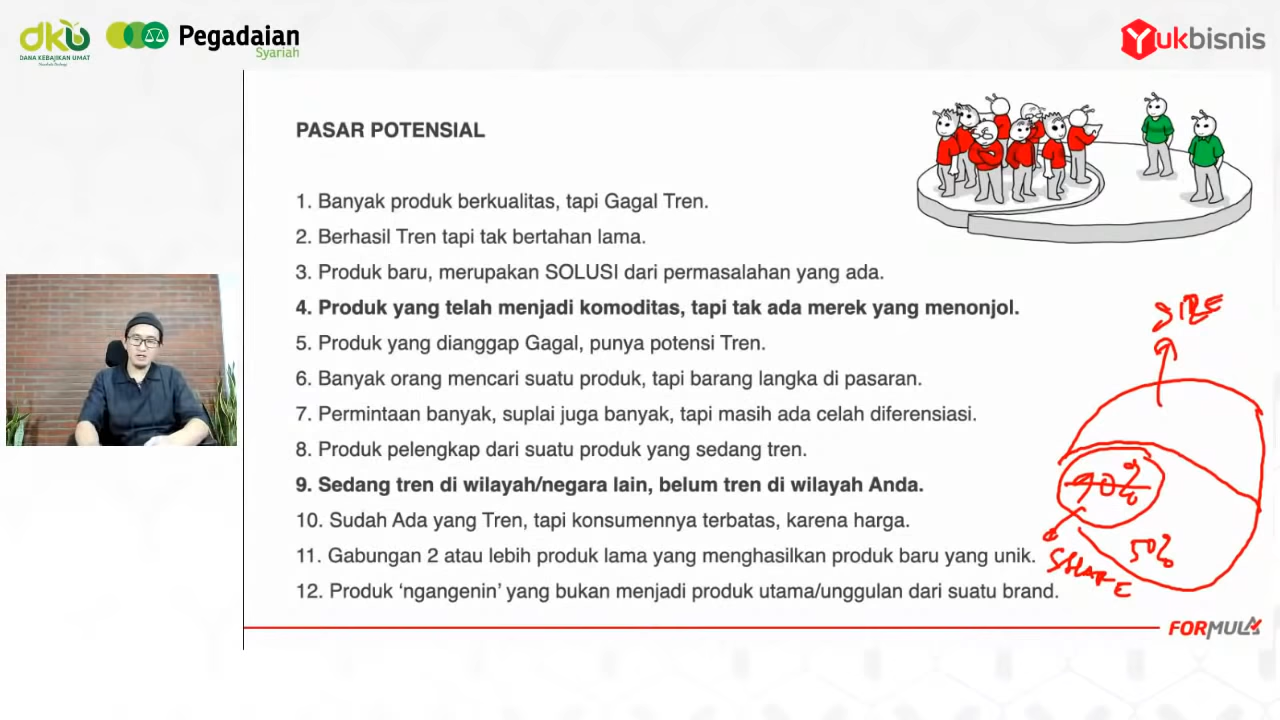 dkU
DANA KEBAJIKAN UMAT
Pegadaian
Syariah
Yukbisnis
PASAR POTENSIAL
1. Banyak produk berkualitas, tapi Gagal Tren.
2. Berhasil Tren tapi tak bertahan lama.
3. Produk baru, merupakan SOLUSI dari permasalahan yang ada.
4. Produk yang telah menjadi komoditas, tapi tak ada merek yang menonjol.
5. Produk yang dianggap Gagal, punya potensi Tren.
6. Banyak orang mencari suatu produk, tapi barang langka di pasaran.
7. Permintaan banyak, suplai juga banyak, tapi masih ada celah diferensiasi.
8. Produk pelengkap dari suatu produk yang sedang tren.
9. Sedang tren di wilayah/negara lain, belum tren di wilayah Anda.
10. Sudah Ada yang Tren, tapi konsumennya terbatas, karena harga.
11. Gabungan 2 atau lebih produk lama yang menghasilkan produk baru yang unik.
12. Produk ‘ngangenin’ yang bukan menjadi produk utama/unggulan dari suatu brand.
SIZE
90%
50%
SHARE
FORMULA